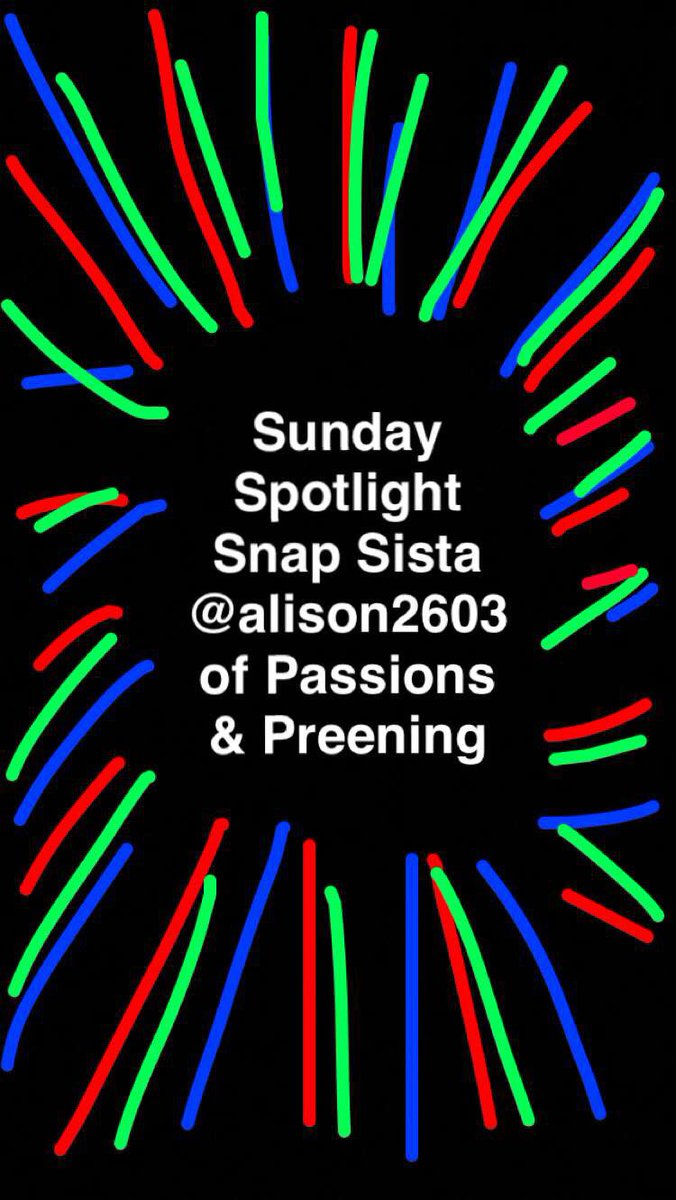 Sunday
Spotlight
Snap Sista
@alison2603
of Passions
& Preening